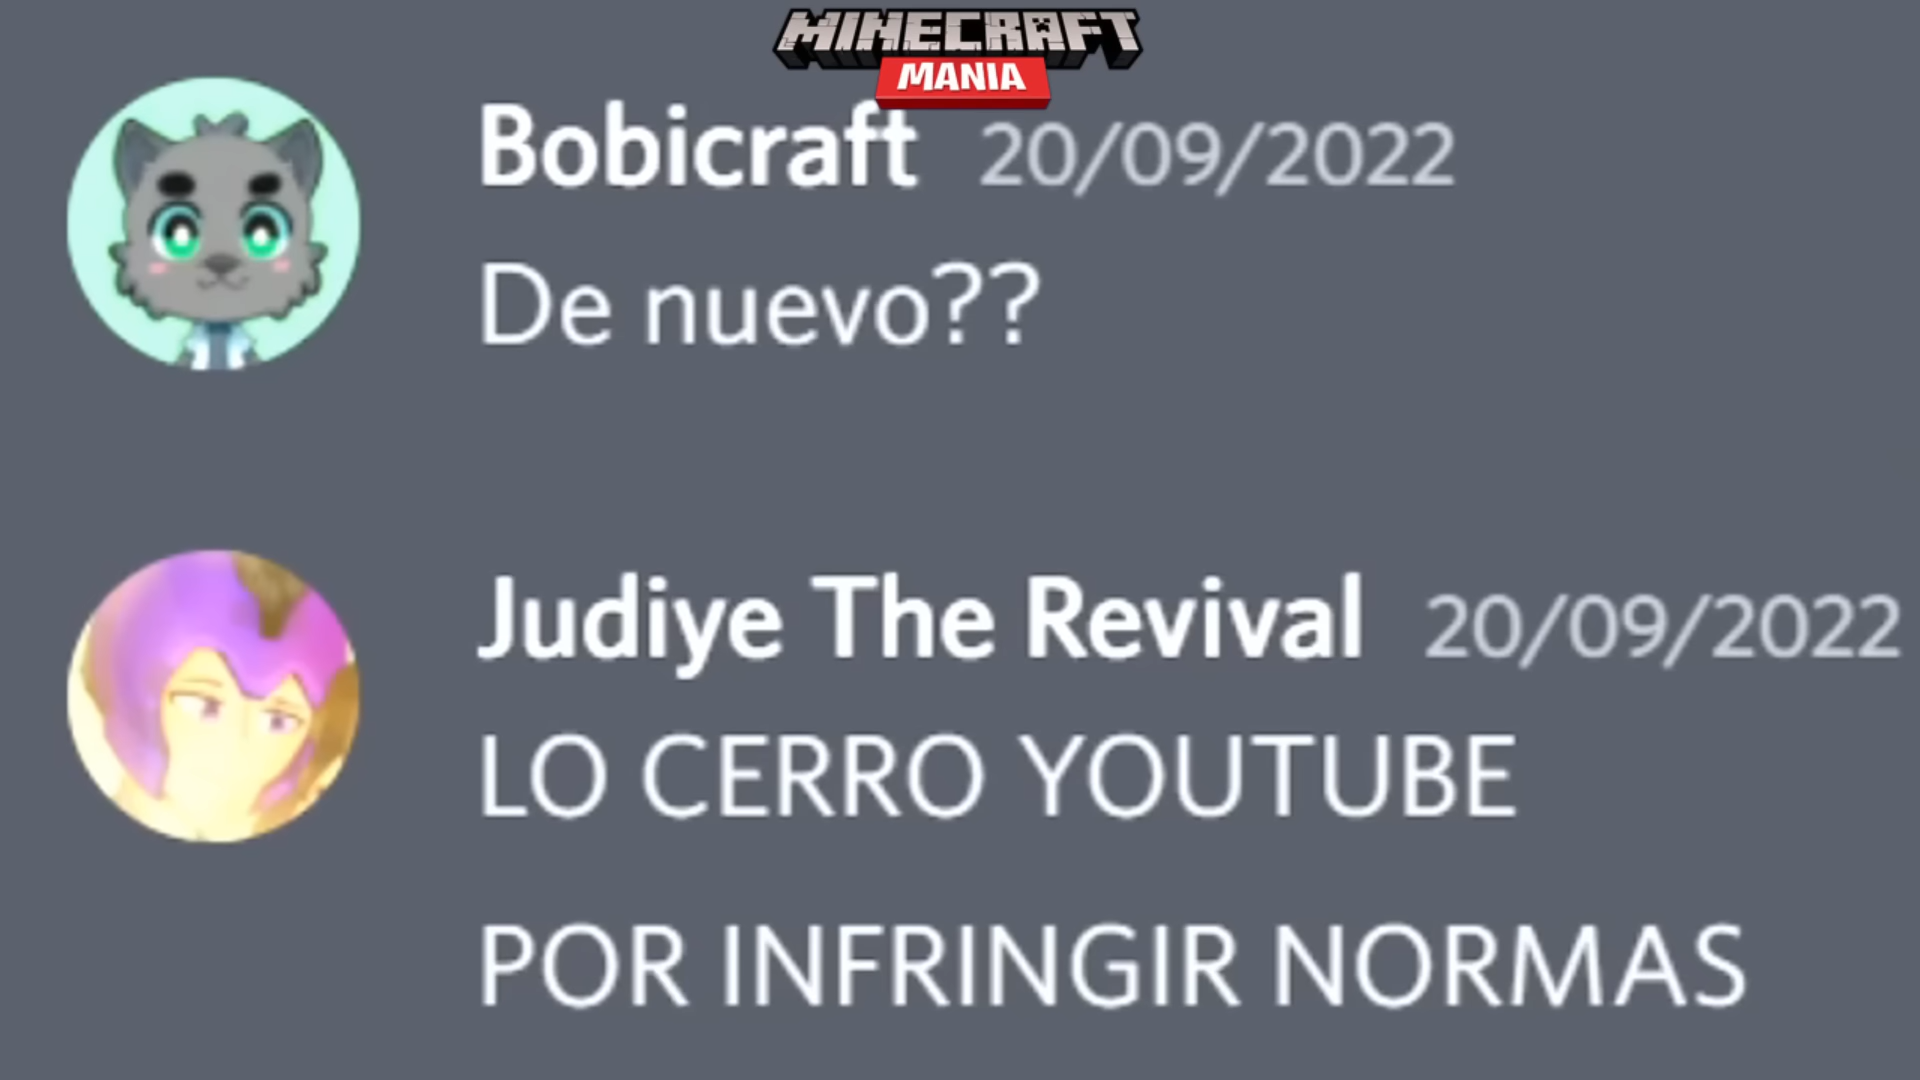 MINECRAFT
MANIA
Bobicraft 20/09/2022
De nuevo??
Judiye The Revival 20/09/2022
LO CERRO YOUTUBE
POR INFRINGIR NORMAS